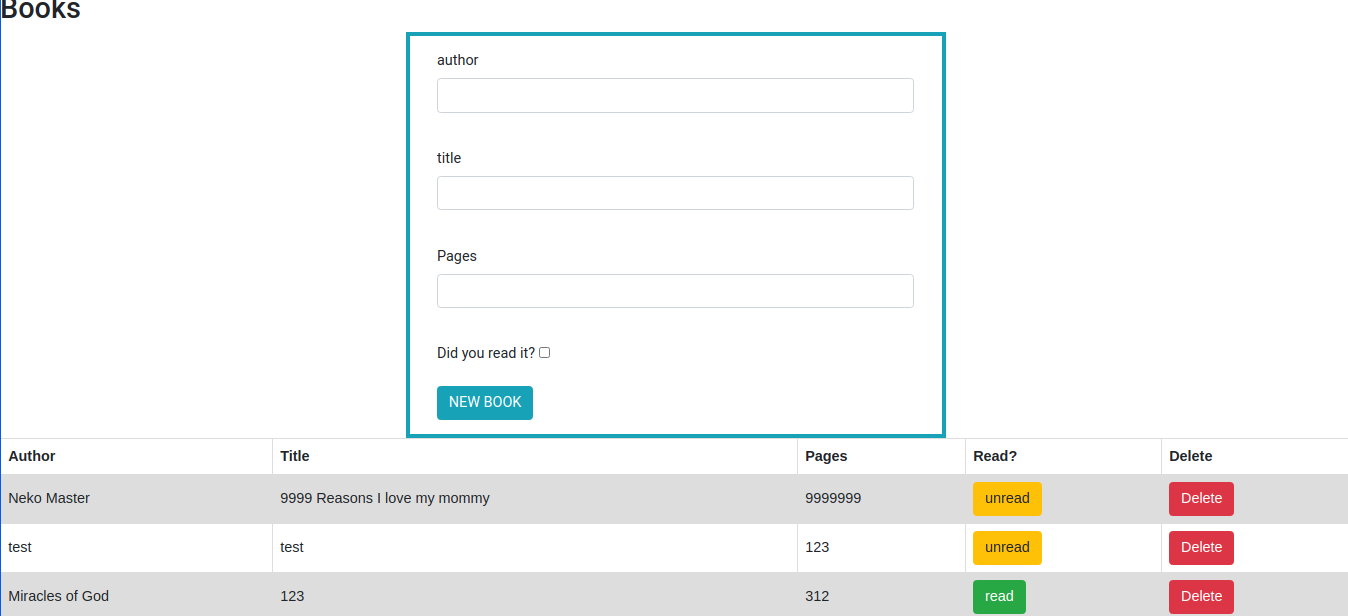 Books
author
title
Pages
Did you read it?
NEW BOOK
Author Title Pages Read? Delete
Neko Master 9999 Reasons I love my mommy 9999999 unread Delete
test test 123 unread Delete
Miracles of God 123 312 read Delete